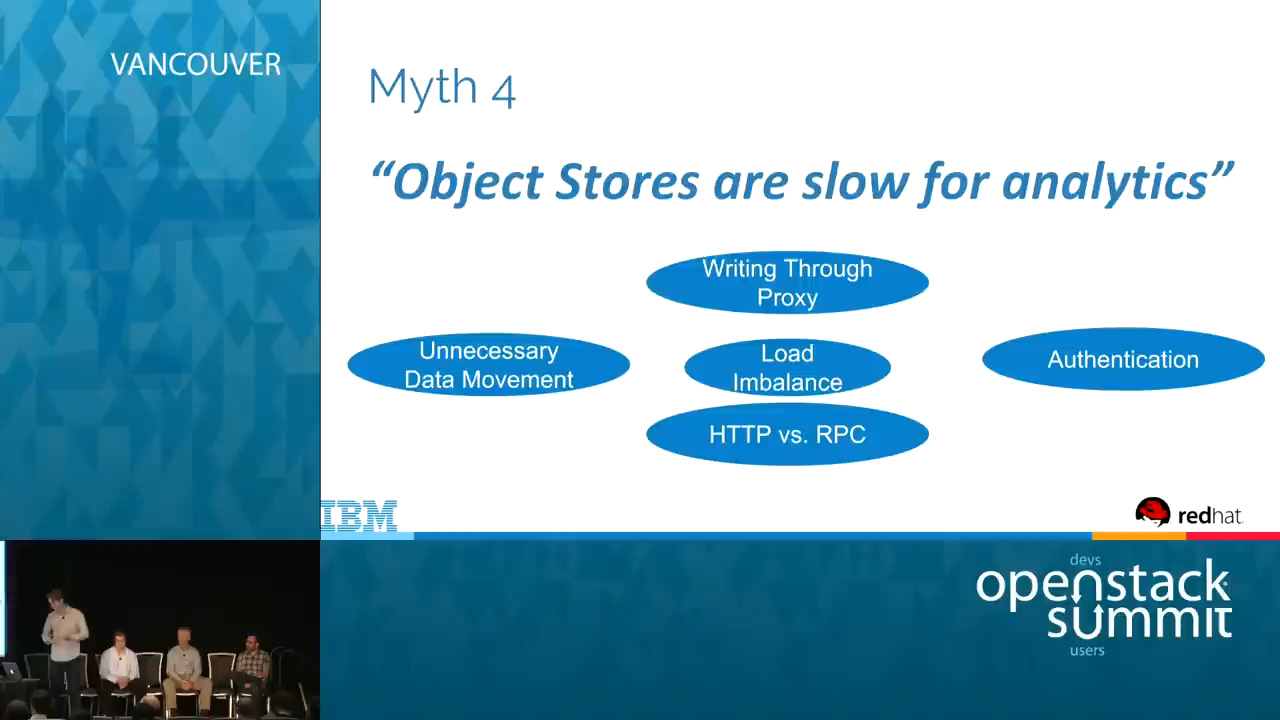 VANCOUVER
Myth 4
“Object Stores are slow for analytics”
Writing Through
Proxy
Unnecessary
Data Movement
Load
Imbalance
Authentication
HTTP vs. RPC
IBM
redhat.
devs
openstack
summit
users